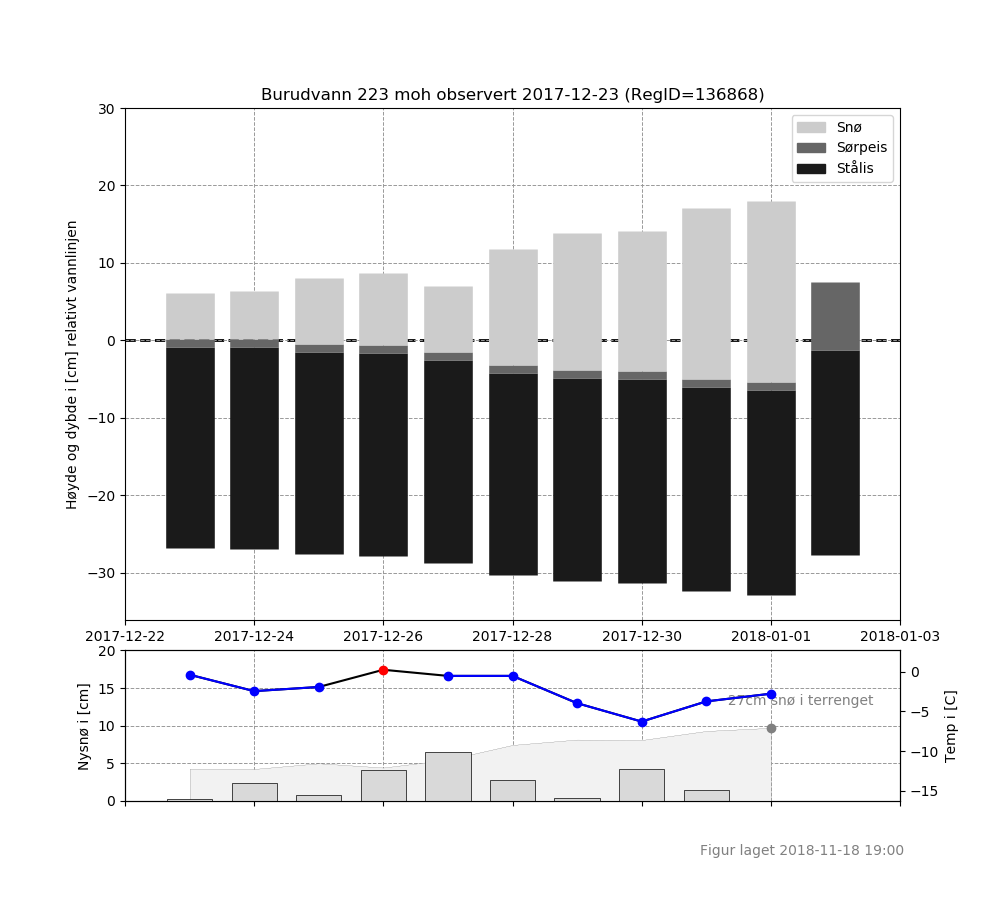 Burudvann 223 moh observert 2017-12-23 (RegID=136868)
30
20
10
0
−10
−20
−30
Høyde og dybde i [cm] relativt vannlinjen
Snø
Sørpeis
Stålis
2017-12-22
2017-12-24
2017-12-26
2017-12-28
2017-12-30
2018-01-01
2018-01-03
20
15
10
5
0
Nysnø i [cm]
27cm snø i terrenget
0
−5
−10
−15
Temp i [C]
Figur laget 2018-11-18 19:00